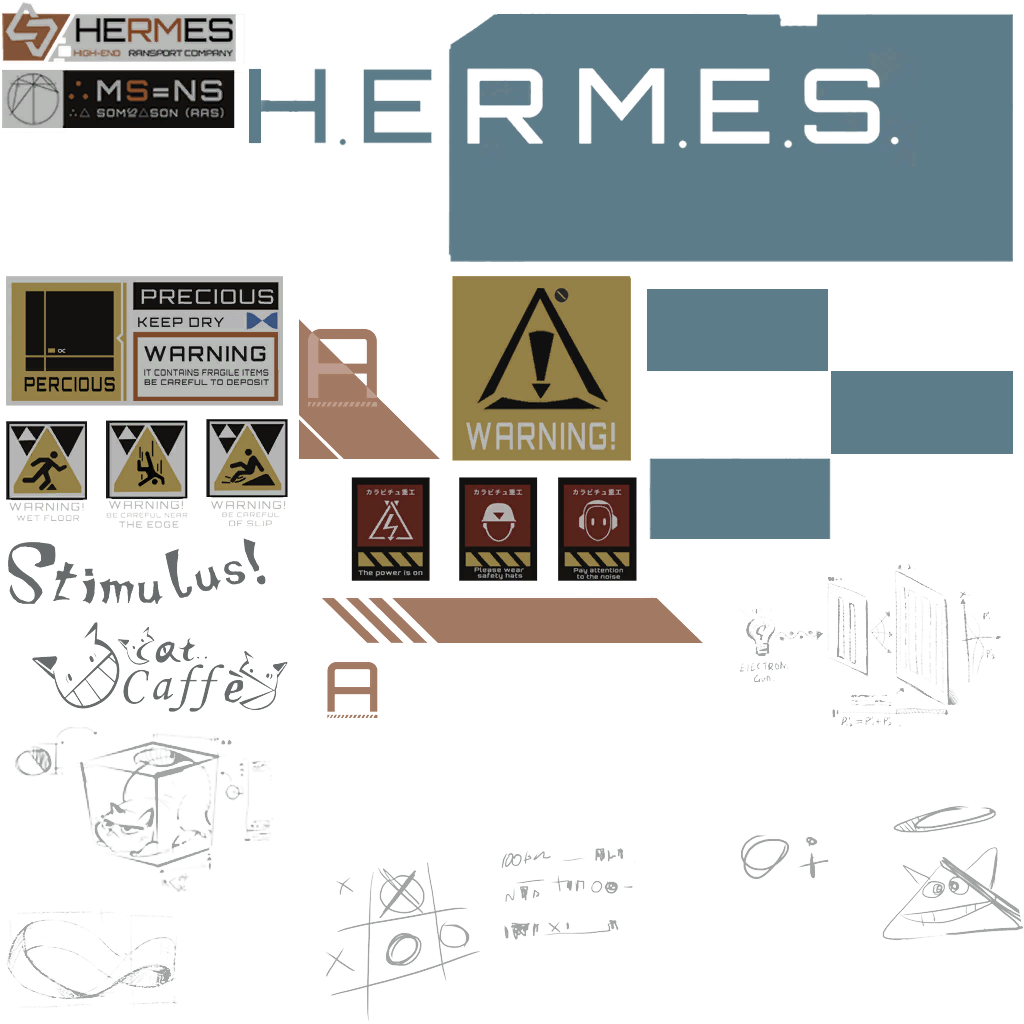 HERMES
HIGH-END RANSPORT COMPANY
MS=NS
(AAS)
H.ERM.E.S.
PRECIOUS
KEEP DRY
WARNING
IT CONTAINS FRAGILE ITEMS
BE CAREFUL TO DEPOSIT
PERCIOUS
A
WARNING!
WARNING!
WET FLOOR
WARNING!
BE CAREFUL NEAR
THE EDGE
WARNING!
BE CAREFUL
OF SLIP
カラビチュ重工
The power is on
カラビチュ重工
Please wear
safety hats
カラビチュ重工
Pay attention
to the noise
Stimulus!
Cat
Caffe
A
ELECTRON
GUN.